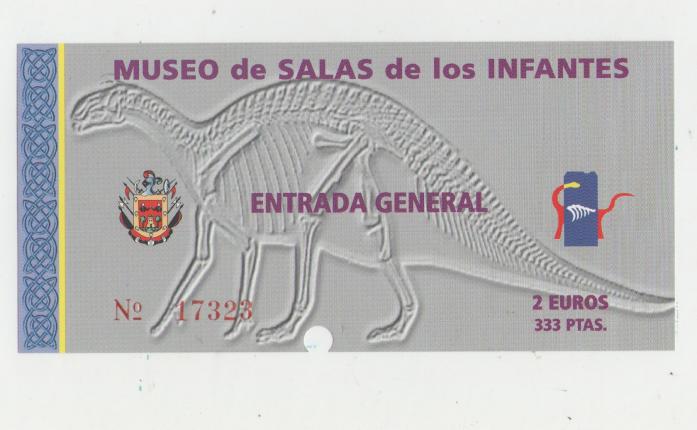 MUSEO de SALAS de los INFANTES
ENTRADA GENERAL
Nº 17323
2 EUROS
333 PTAS.